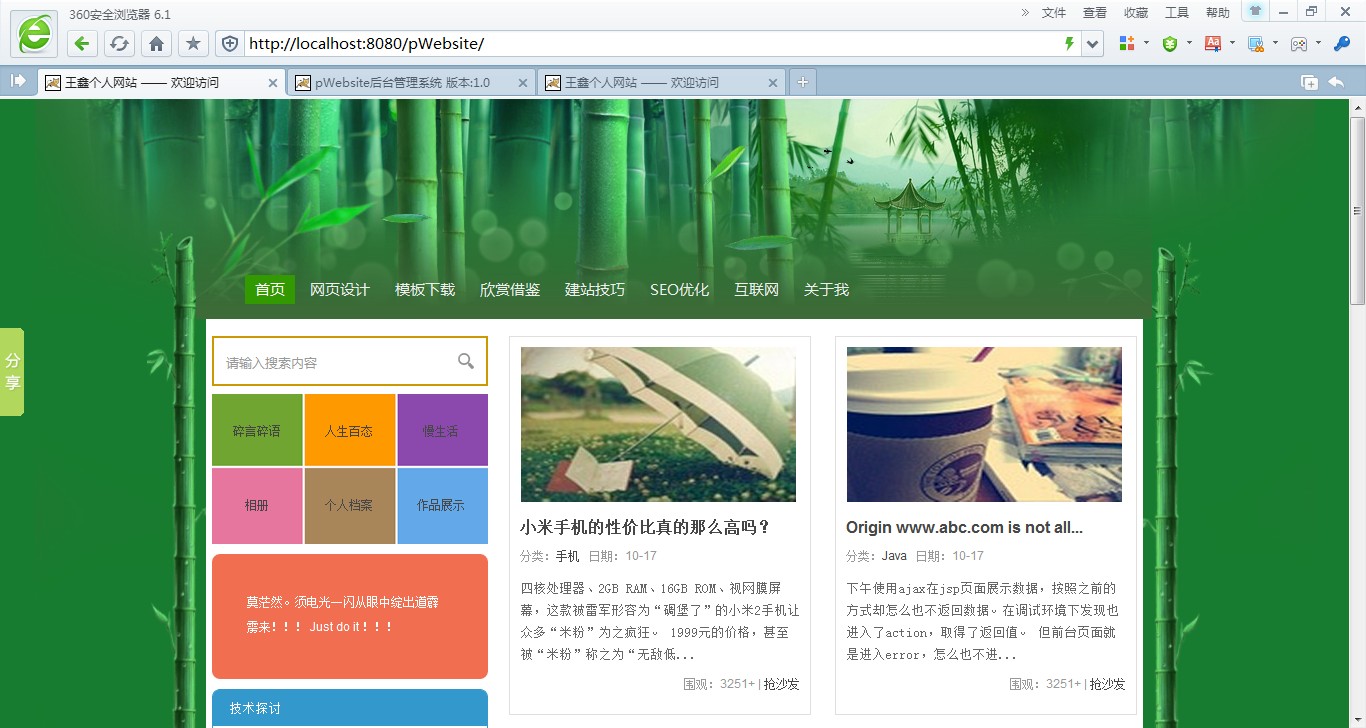 360安全浏览器 6.1
» 文件 查看 收藏 工具 帮助
http://localhost:8080/pWebsite/
王鑫个人网站 —— 欢迎访问
pWebsite后台管理系统 版本:1.0
王鑫个人网站 —— 欢迎访问
首页 网页设计 模板下载 欣赏借鉴 建站技巧 SEO优化 互联网 关于我
分享
请输入搜索内容
碎言碎语 人生百态 慢生活
相册 个人档案 作品展示
莫茫然。须电光一闪从眼中绽出道霹
雳来！！！ Just do it！！！
技术探讨
小米手机的性价比真的那么高吗？
分类：手机 日期：10-17
四核处理器、2GB RAM、16GB ROM、视网膜屏
幕，这款被雷军形容为“碉堡了”的小米2手机让
众多“米粉”为之疯狂。 1999元的价格，甚至
被“米粉”称之为“无敌低...
围观：3251+ | 抢沙发
Origin www.abc.com is not all...
分类：Java 日期：10-17
下午使用ajax在jsp页面展示数据，按照之前的
方式却怎么也不返回数据。在调试环境下发现也
进入了action，取得了返回值。 但前台页面就
是进入error，怎么也不进...
围观：3251+ | 抢沙发